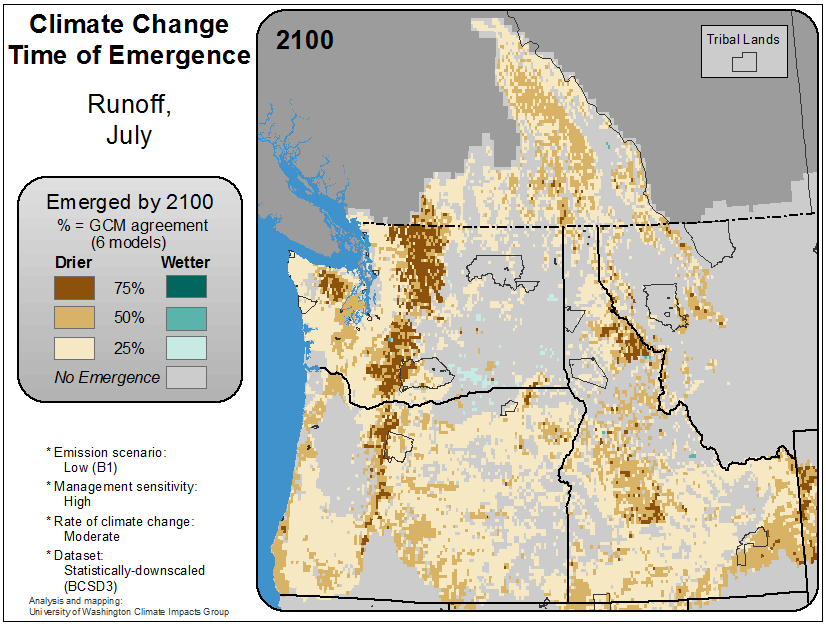 Climate Change
Time of Emergence
Runoff,
July
Emerged by 2100
% = GCM agreement
(6 models)
Drier Wetter
75%
50%
25%
No Emergence
* Emission scenario:
Low (B1)
* Management sensitivity:
High
* Rate of climate change:
Moderate
* Dataset:
Statistically-downscaled
(BCSD3)
Analysis and mapping:
University of Washington Climate Impacts Group
2100
Tribal Lands